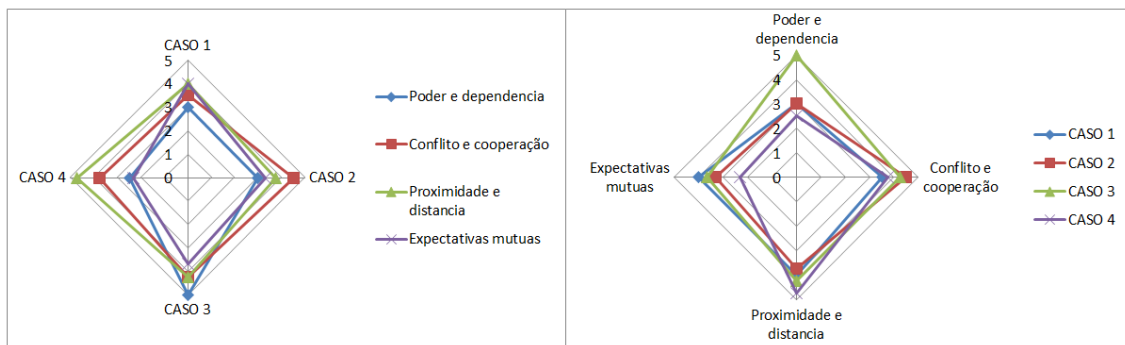 CASO 1
5
4
3
2
1
0
CASO 4
CASO 2
CASO 3
Poder e dependencia
Conflito e cooperação
Proximidade e
distancia
Expectativas mutuas
Poder e
dependencia
5
4
3
2
1
0
Expectativas
mutuas
Conflito e
cooperação
Proximidade e
distancia
CASO 1
CASO 2
CASO 3
CASO 4